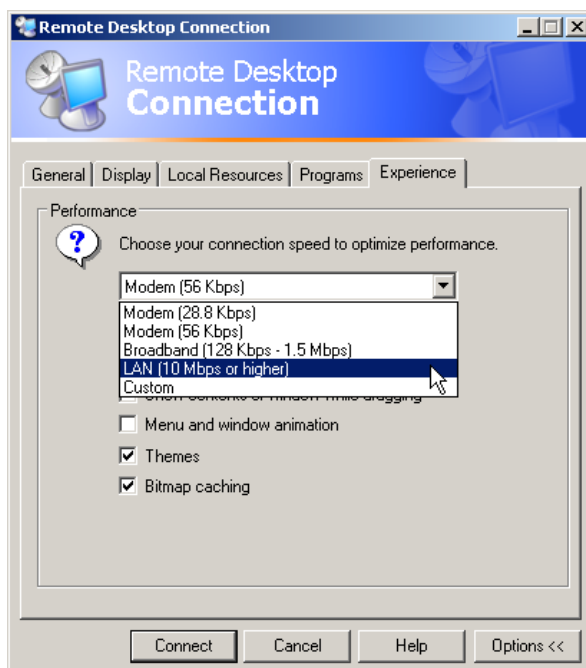 Remote Desktop Connection
Remote Desktop
Connection
General Display Local Resources Programs Experience
Performance
?
Choose your connection speed to optimize performance.
Modem (56 Kbps)
Modem (28.8 Kbps)
Modem (56 Kbps)
Broadband (128 Kbps - 1.5 Mbps)
LAN (10 Mbps or higher)
Custom
Menu and window animation
Themes
Bitmap caching
Connect Cancel Help Options <<